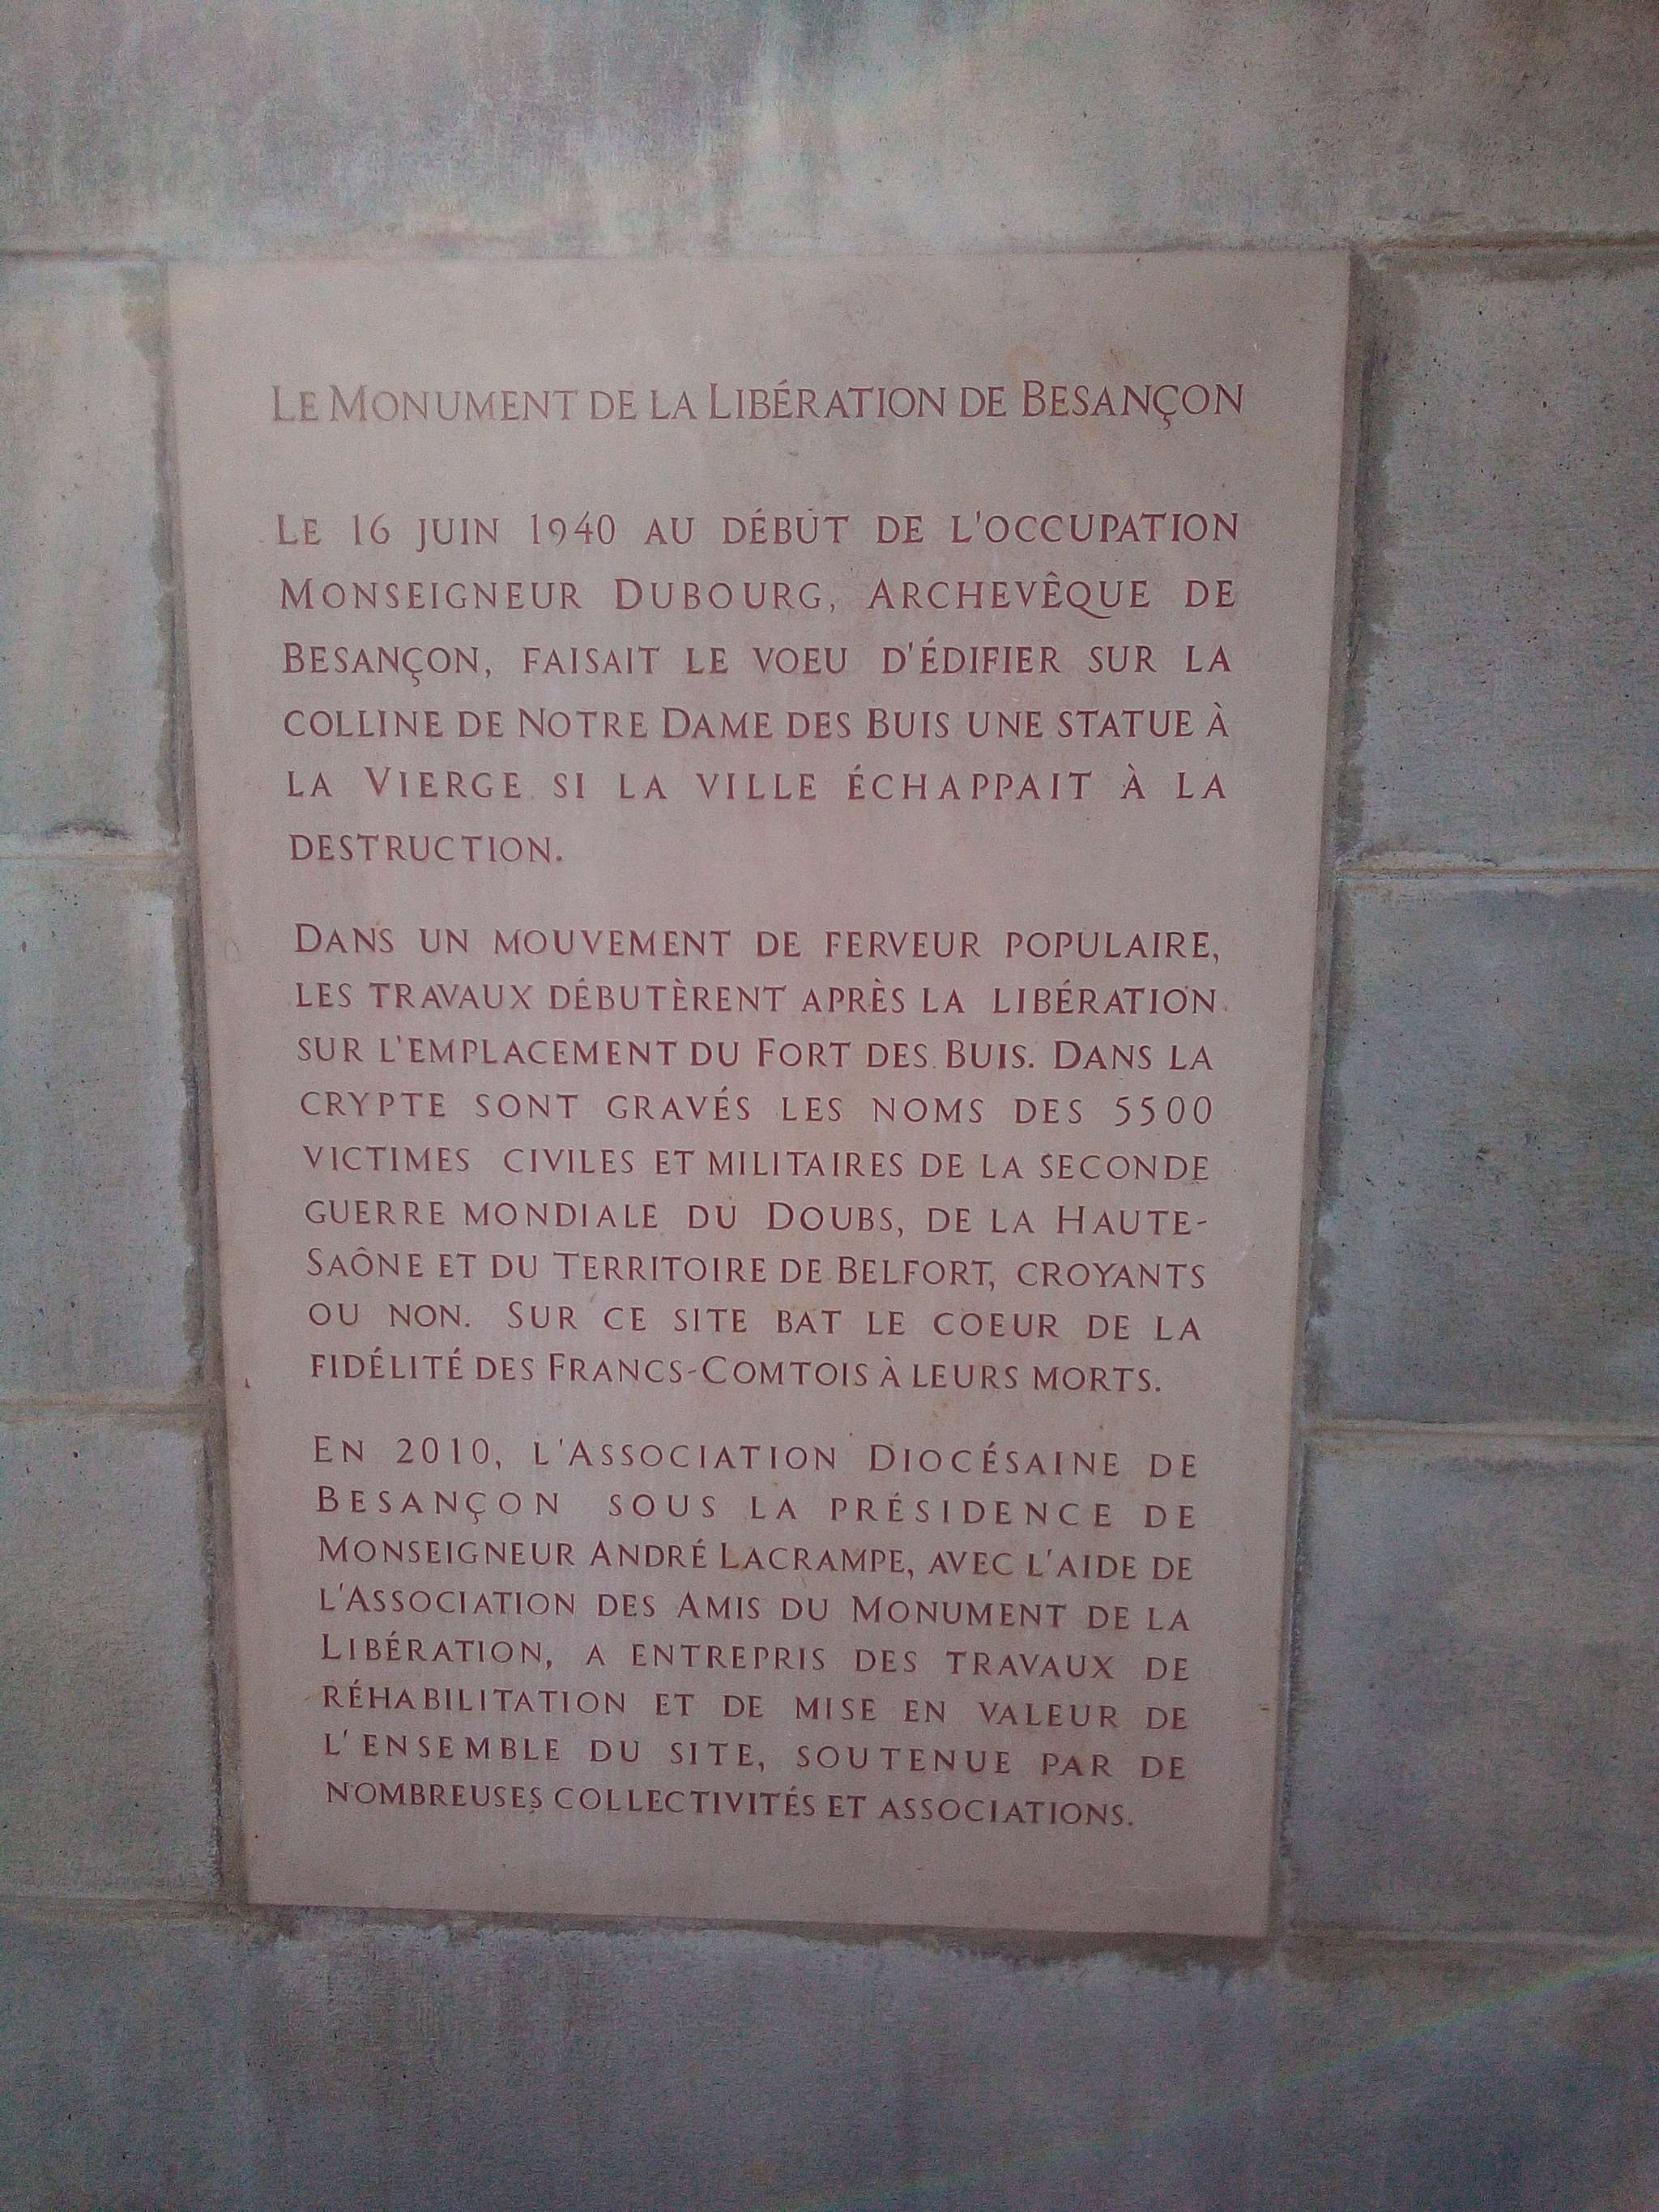 Le Monument de la Libération de Besançon
Le 16 juin 1940 au début de l'occupation
Monseigneur Dubourg, Archevêque de
Besançon, faisait le voeu d'édifier sur la
colline de Notre Dame des Buis une statue à
la Vierge si la ville échappait à la
destruction.
Dans un mouvement de ferveur populaire,
les travaux débutèrent après la libération
sur l'emplacement du Fort des Buis. Dans la
crypte sont gravés les noms des 5500
victimes civiles et militaires de la seconde
guerre mondiale du Doubs, de la Haute-
Saône et du Territoire de Belfort, croyants
ou non. Sur ce site bat le coeur de la
fidélité des Francs-Comtois à leurs morts.
En 2010, l'Association Diocésaine de
Besançon sous la présidence de
Monseigneur André Lacrampe, avec l'aide de
l'Association des Amis du Monument de la
Libération, a entrepris des travaux de
réhabilitation et de mise en valeur de
l'ensemble du site, soutenue par de
nombreuses collectivités et associations.